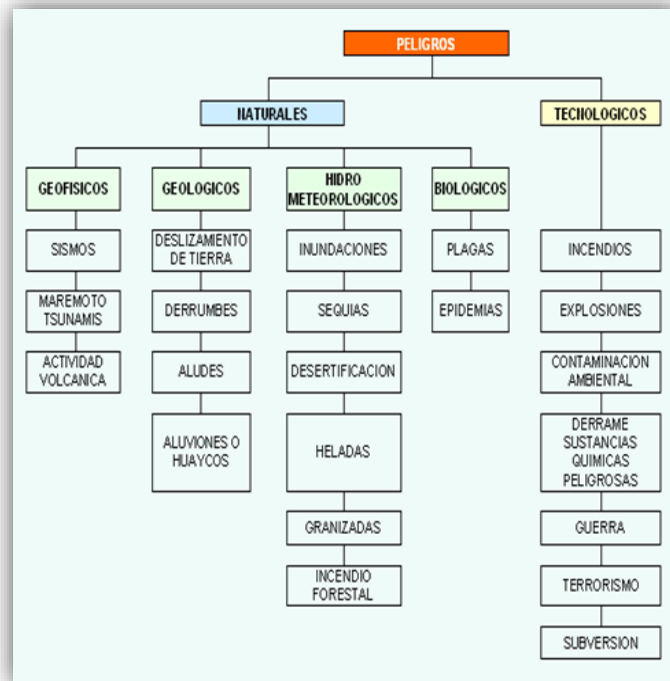 PELIGROS
NATURALES
TECNOLOGICOS
GEOFISICOS
GEOLOGICOS
HIDRO
METEOROLOGICOS
BIOLOGICOS
SISMOS
DESLIZAMIENTO
DE TIERRA
INUNDACIONES
PLAGAS
INCENDIOS
MAREMOTO
TSUNAMIS
DERRUMBES
SEQUIAS
EPIDEMIAS
EXPLOSIONES
ACTIVIDAD
VOLCANICA
ALUDES
DESERTIFICACION
CONTAMINACION
AMBIENTAL
ALUVIONES O
HUAYCOS
HELADAS
DERRAME
SUSTANCIAS
QUIMICAS
PELIGROSAS
GRANIZADAS
GUERRA
INCENDIO
FORESTAL
TERRORISMO
SUBVERSION